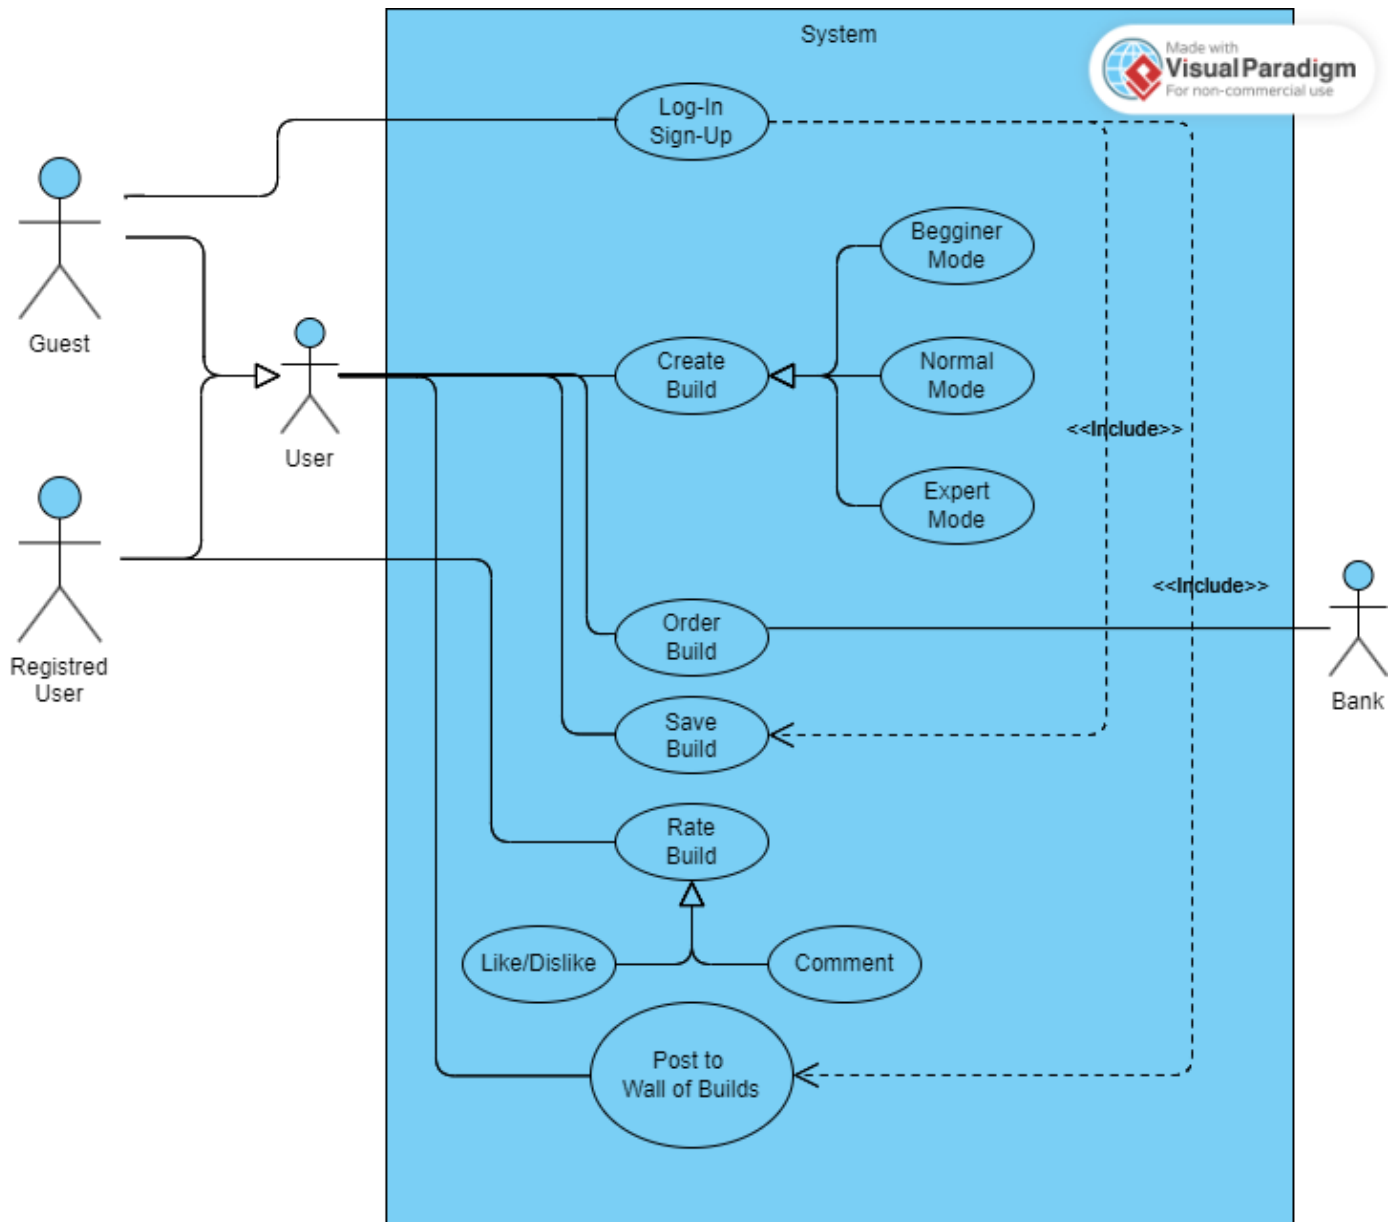 System
Made with
Visual Paradigm
For non-commercial use
Log-In
Sign-Up
Guest
Begginer
Mode
User
Create
Build
Normal
Mode
<<Include>>
Expert
Mode
Registred
User
<<Include>>
Order
Build
Bank
Save
Build
Rate
Build
Like/Dislike
Comment
Post to
Wall of Builds